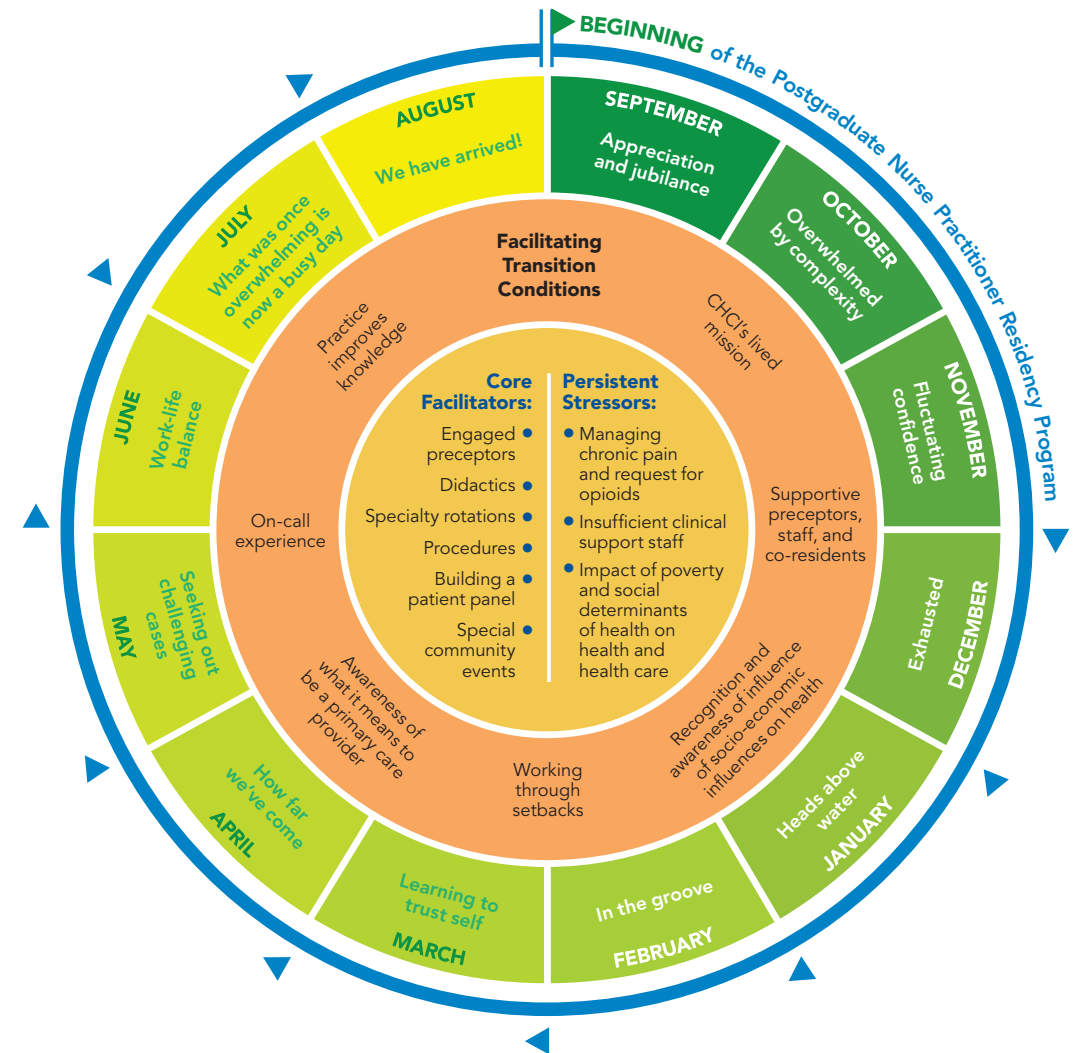 BEGINNING of the Postgraduate Nurse Practitioner Residency Program
SEPTEMBER
Appreciation
and jubilance
OCTOBER
Overwhelmed
by complexity
NOVEMBER
Fluctuating
confidence
DECEMBER
Exhausted
Heads above
water
JANUARY
In the groove
FEBRUARY
Learning to
trust self
MARCH
How far
we've come
APRIL
Seeking out
challenging
cases
MAY
JUNE
Work-life
balance
JULY
What was once
overwhelming is
now a busy day
AUGUST
We have arrived!
Facilitating
Transition
Conditions
CHCI's lived
mission
Supportive
preceptors,
staff, and
co-residents
Recognition and
awareness of influence
of socio-economic
influences on health
Working
through
setbacks
Awareness of
what it means to
be a primary care
provider
On-call
experience
Practice
improves
knowledge
Core
Facilitators:
Engaged •
preceptors
Didactics •
Specialty rotations •
Procedures •
Building a •
patient panel
Special •
community
events
Persistent
Stressors:
• Managing
chronic pain
and request for
opioids
• Insufficient clinical
support staff
• Impact of poverty
and social
determinants
of health on
health and
health care